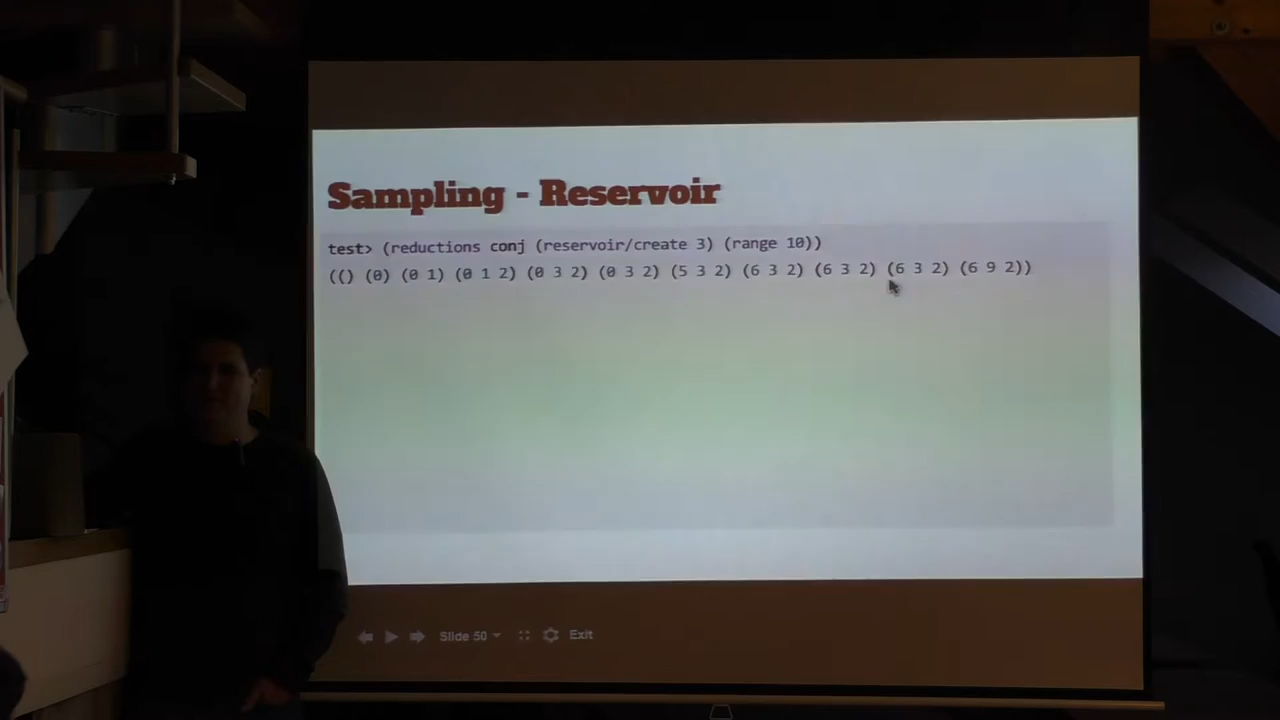 Sampling - Reservoir
test> (reductions conj (reservoir/create 3) (range 10))
(() (0) (0 1) (0 1 2) (0 3 2) (0 3 2) (5 3 2) (6 3 2) (6 3 2) (6 3 2) (6 9 2))
Slide 50 Exit